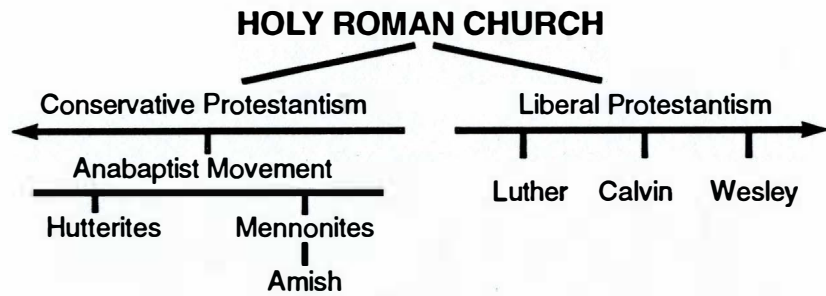 HOLY ROMAN CHURCH
Conservative Protestantism
Liberal Protestantism
Anabaptist Movement
Luther Calvin Wesley
Hutterites Mennonites
Amish